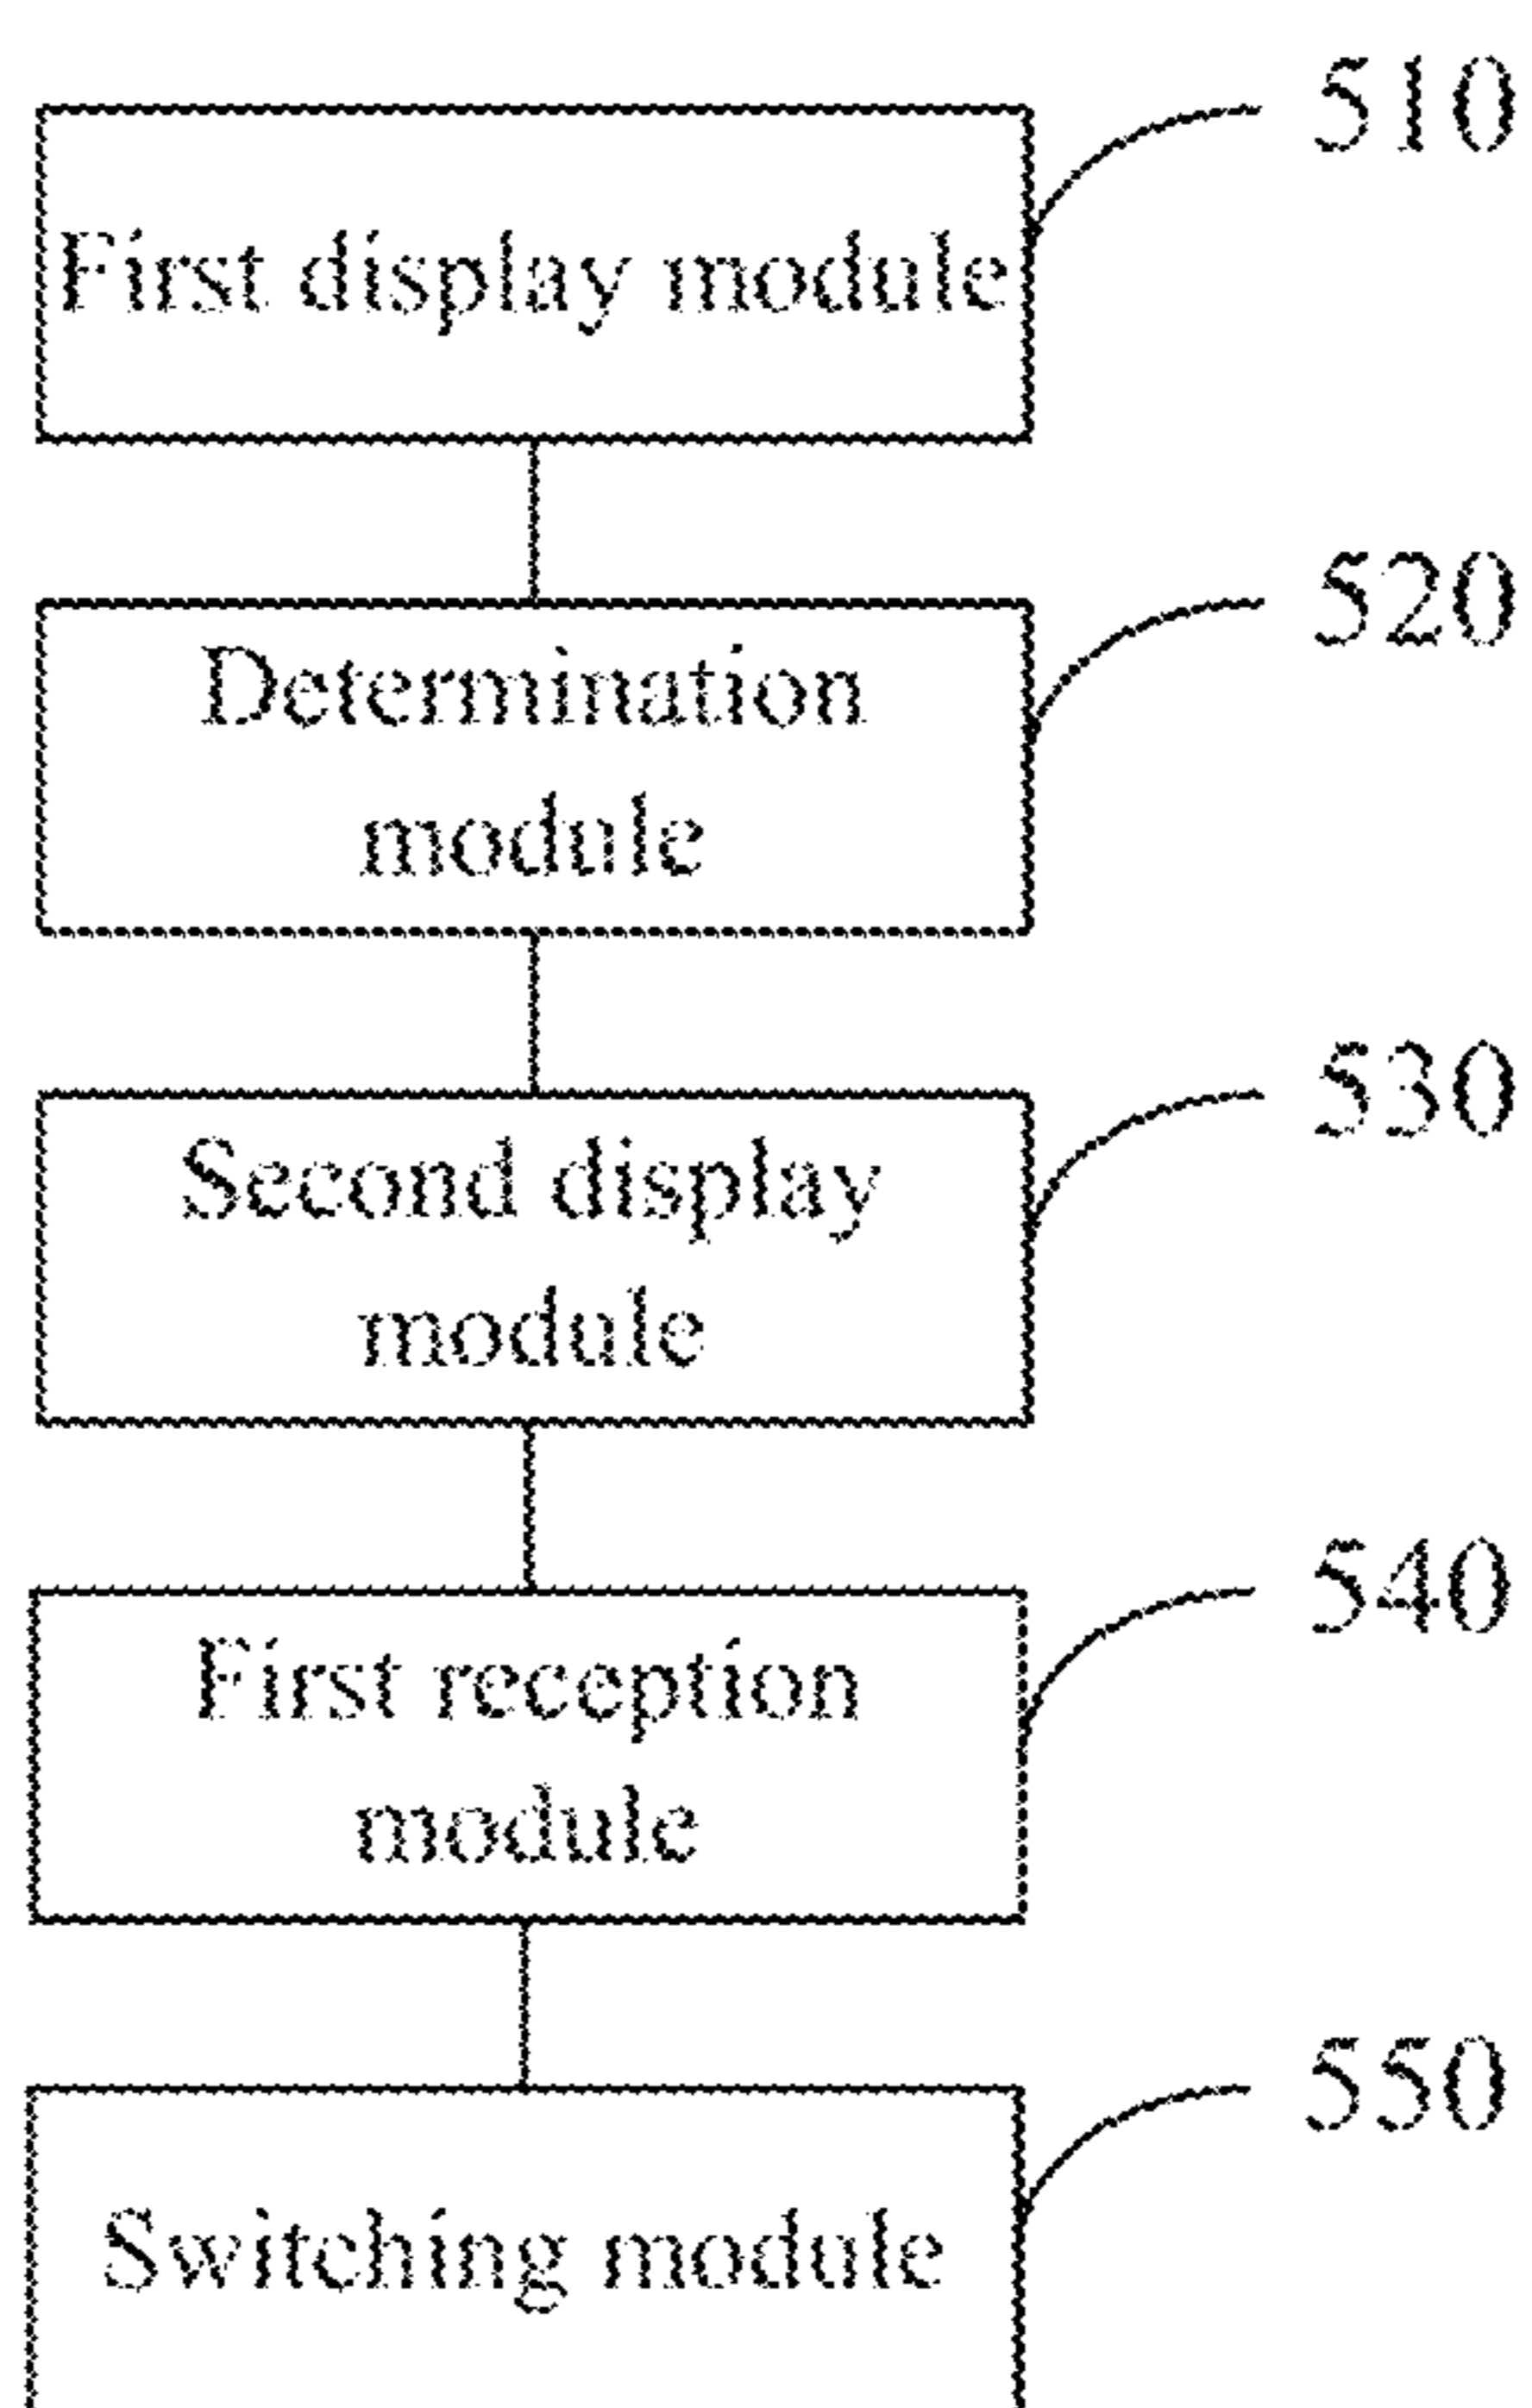 510
First display module
520
Determination
module
530
Second display
module
540
First reception
module
550
Switching module